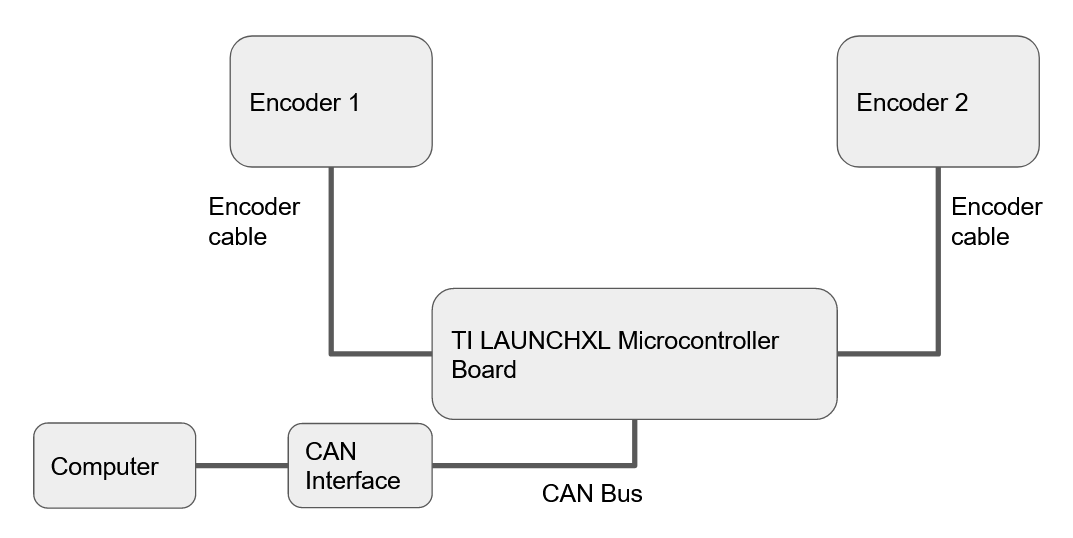 Encoder 1
Encoder 2
Encoder
cable
Encoder
cable
TI LAUNCHXL Microcontroller
Board
Computer
CAN
Interface
CAN Bus